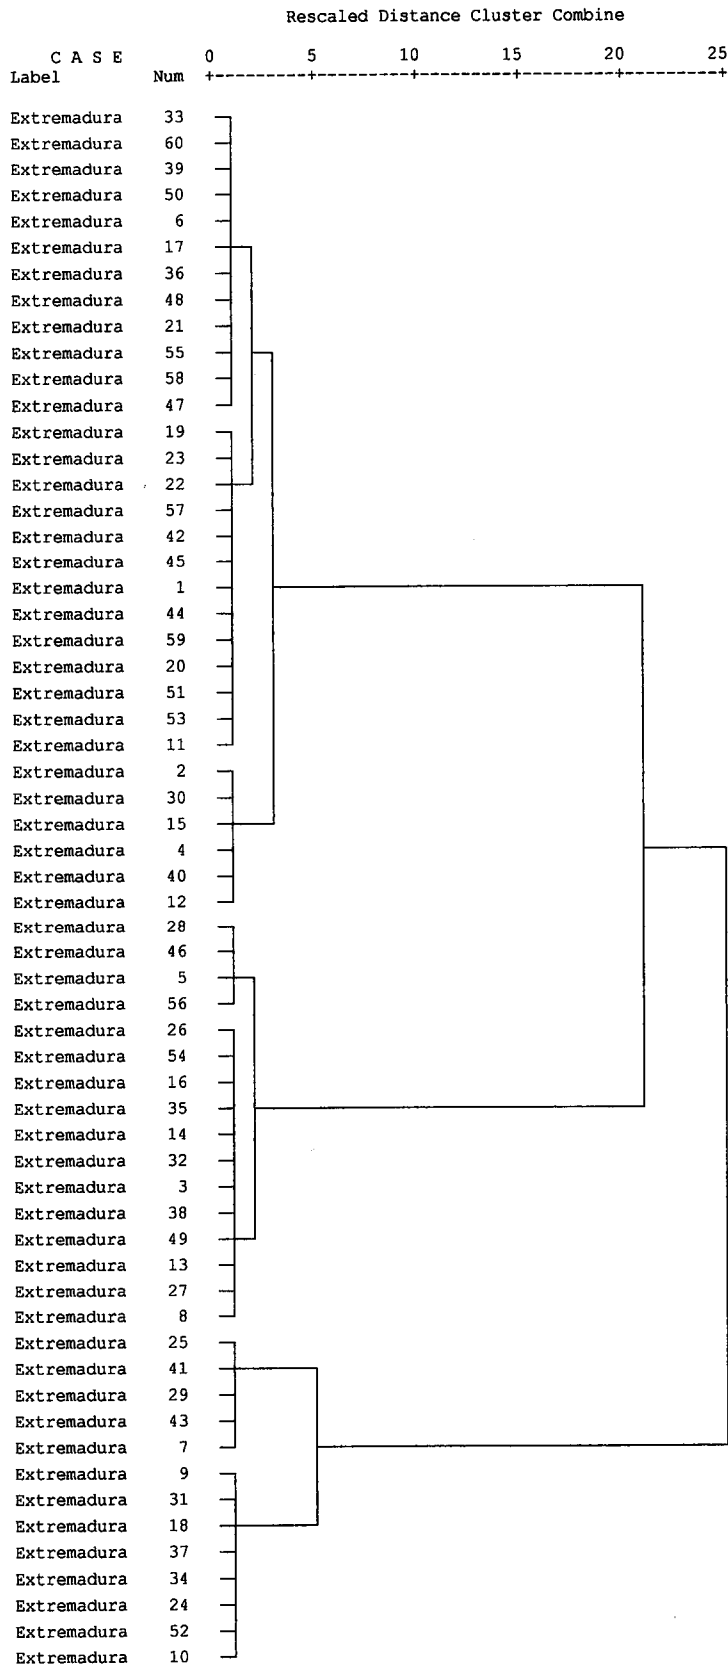 Rescaled Distance Cluster Combine
C A S E 0 5 10 15 20 25
Label Num +---------+---------+---------+---------+---------+
Extremadura 33
Extremadura 60
Extremadura 39
Extremadura 50
Extremadura 6
Extremadura 17
Extremadura 36
Extremadura 48
Extremadura 21
Extremadura 55
Extremadura 58
Extremadura 47
Extremadura 19
Extremadura 23
Extremadura 22
Extremadura 57
Extremadura 42
Extremadura 45
Extremadura 1
Extremadura 44
Extremadura 59
Extremadura 20
Extremadura 51
Extremadura 53
Extremadura 11
Extremadura 2
Extremadura 30
Extremadura 15
Extremadura 4
Extremadura 40
Extremadura 12
Extremadura 28
Extremadura 46
Extremadura 5
Extremadura 56
Extremadura 26
Extremadura 54
Extremadura 16
Extremadura 35
Extremadura 14
Extremadura 32
Extremadura 3
Extremadura 38
Extremadura 49
Extremadura 13
Extremadura 27
Extremadura 8
Extremadura 25
Extremadura 41
Extremadura 29
Extremadura 43
Extremadura 7
Extremadura 9
Extremadura 31
Extremadura 18
Extremadura 37
Extremadura 34
Extremadura 24
Extremadura 52
Extremadura 10